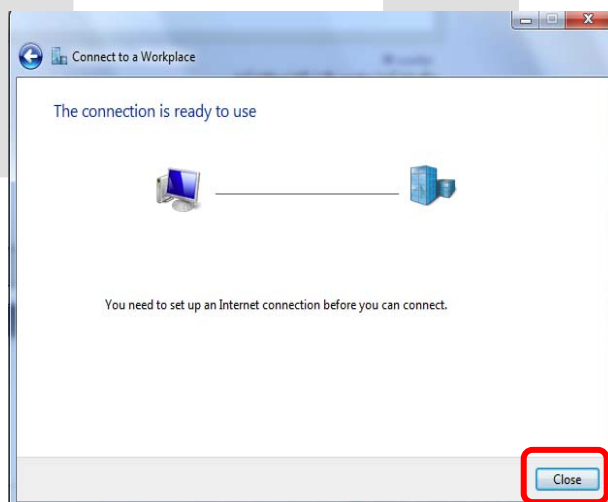 Connect to a Workplace
The connection is ready to use
You need to set up an Internet connection before you can connect.
Close